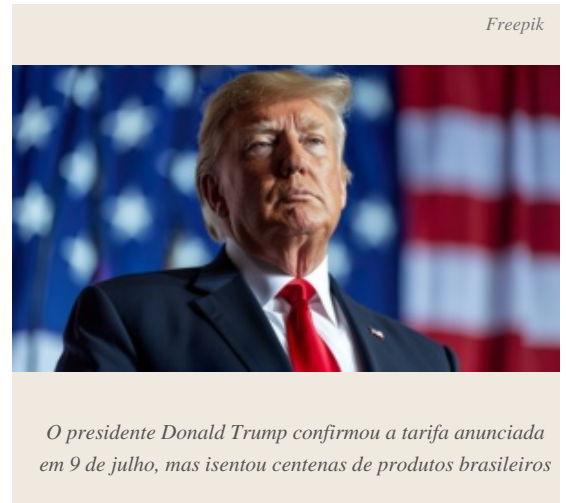 Freepik
O presidente Donald Trump confirmou a tarifa anunciada
em 9 de julho, mas isentou centenas de produtos brasileiros